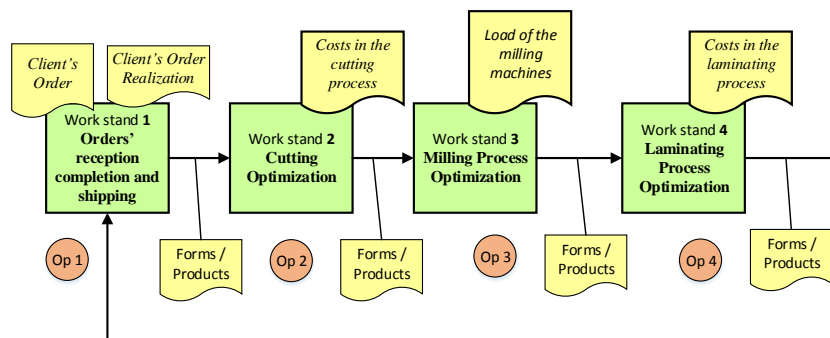 Client's
Order
Client's Order
Realization
Costs in the
cutting
process
Load of the
milling
machines
Costs in the
laminating
process
Work stand 1
Orders'
reception
completion and
shipping
Work stand 2
Cutting
Optimization
Work stand 3
Milling Process
Optimization
Work stand 4
Laminating
Process
Optimization
Op 1
Forms /
Products
Op 2
Forms /
Products
Op 3
Forms /
Products
Op 4
Forms /
Products